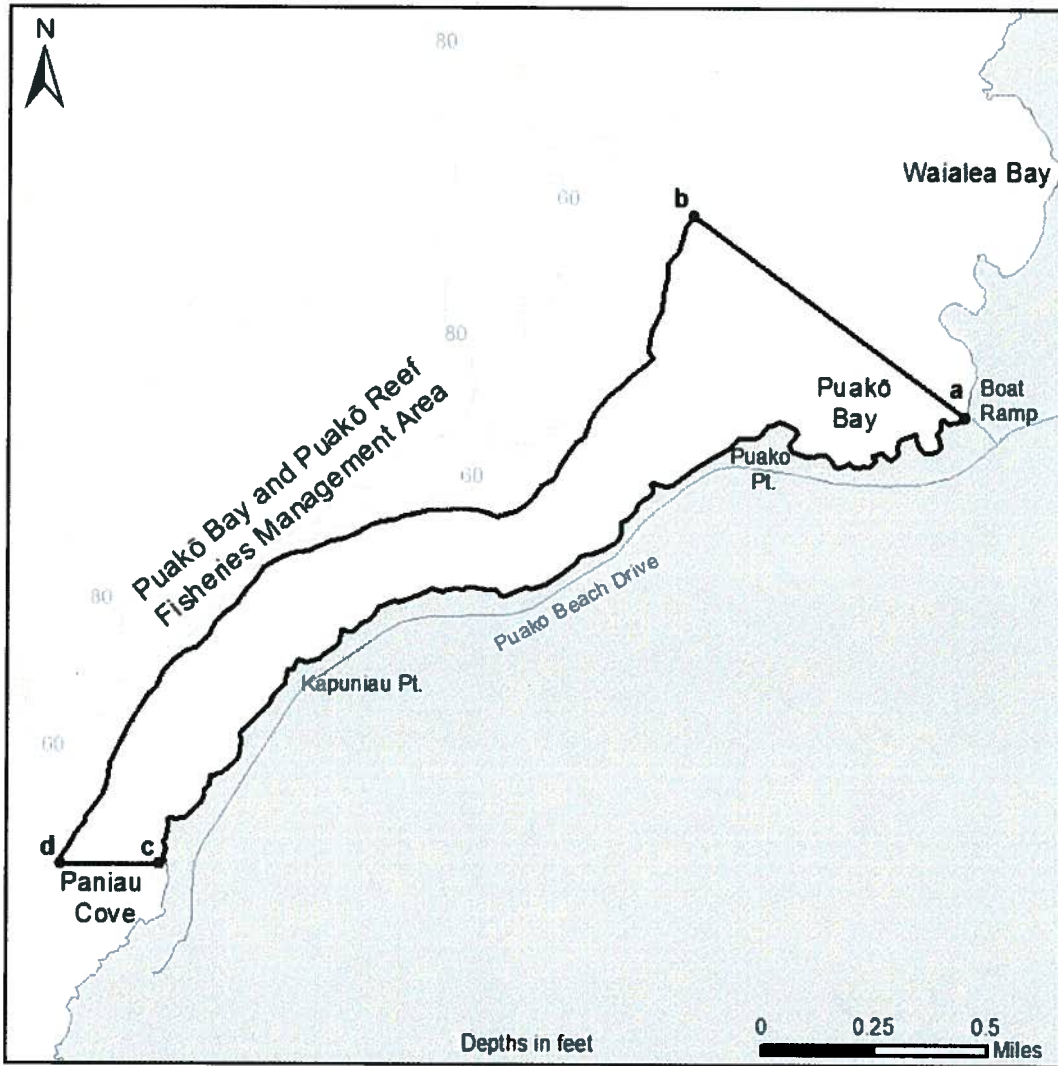 N
80
Waialea Bay
60
b
80
Puakō Bay and Puakō Reef
Fisheries Management Area
Puakō
Bay
a
Boat
Ramp
60
Puako
Pt.
80
Puako Beach Drive
Kapuniau Pt.
60
d
c
Paniau
Cove
Depths in feet
0
0.25
0.5
Miles